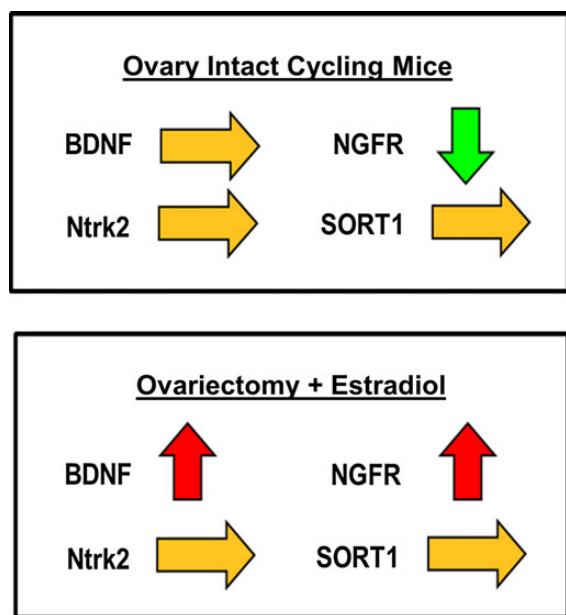 Ovary Intact Cycling Mice
BDNF NGFR
Ntrk2 SORT1
Ovariectomy + Estradiol
BDNF NGFR
Ntrk2 SORT1